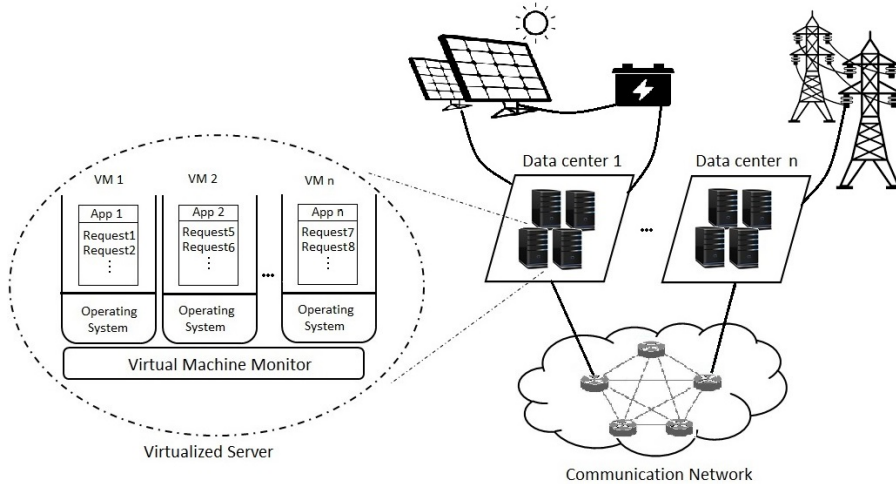 Data center 1
Data center n
...
VM 1
VM 2
VM n
App 1
Request1
Request2
⋮
App 2
Request5
Request6
⋮
...
App n
Request7
Request8
⋮
Operating
System
Operating
System
Operating
System
Virtual Machine Monitor
Virtualized Server
Communication Network